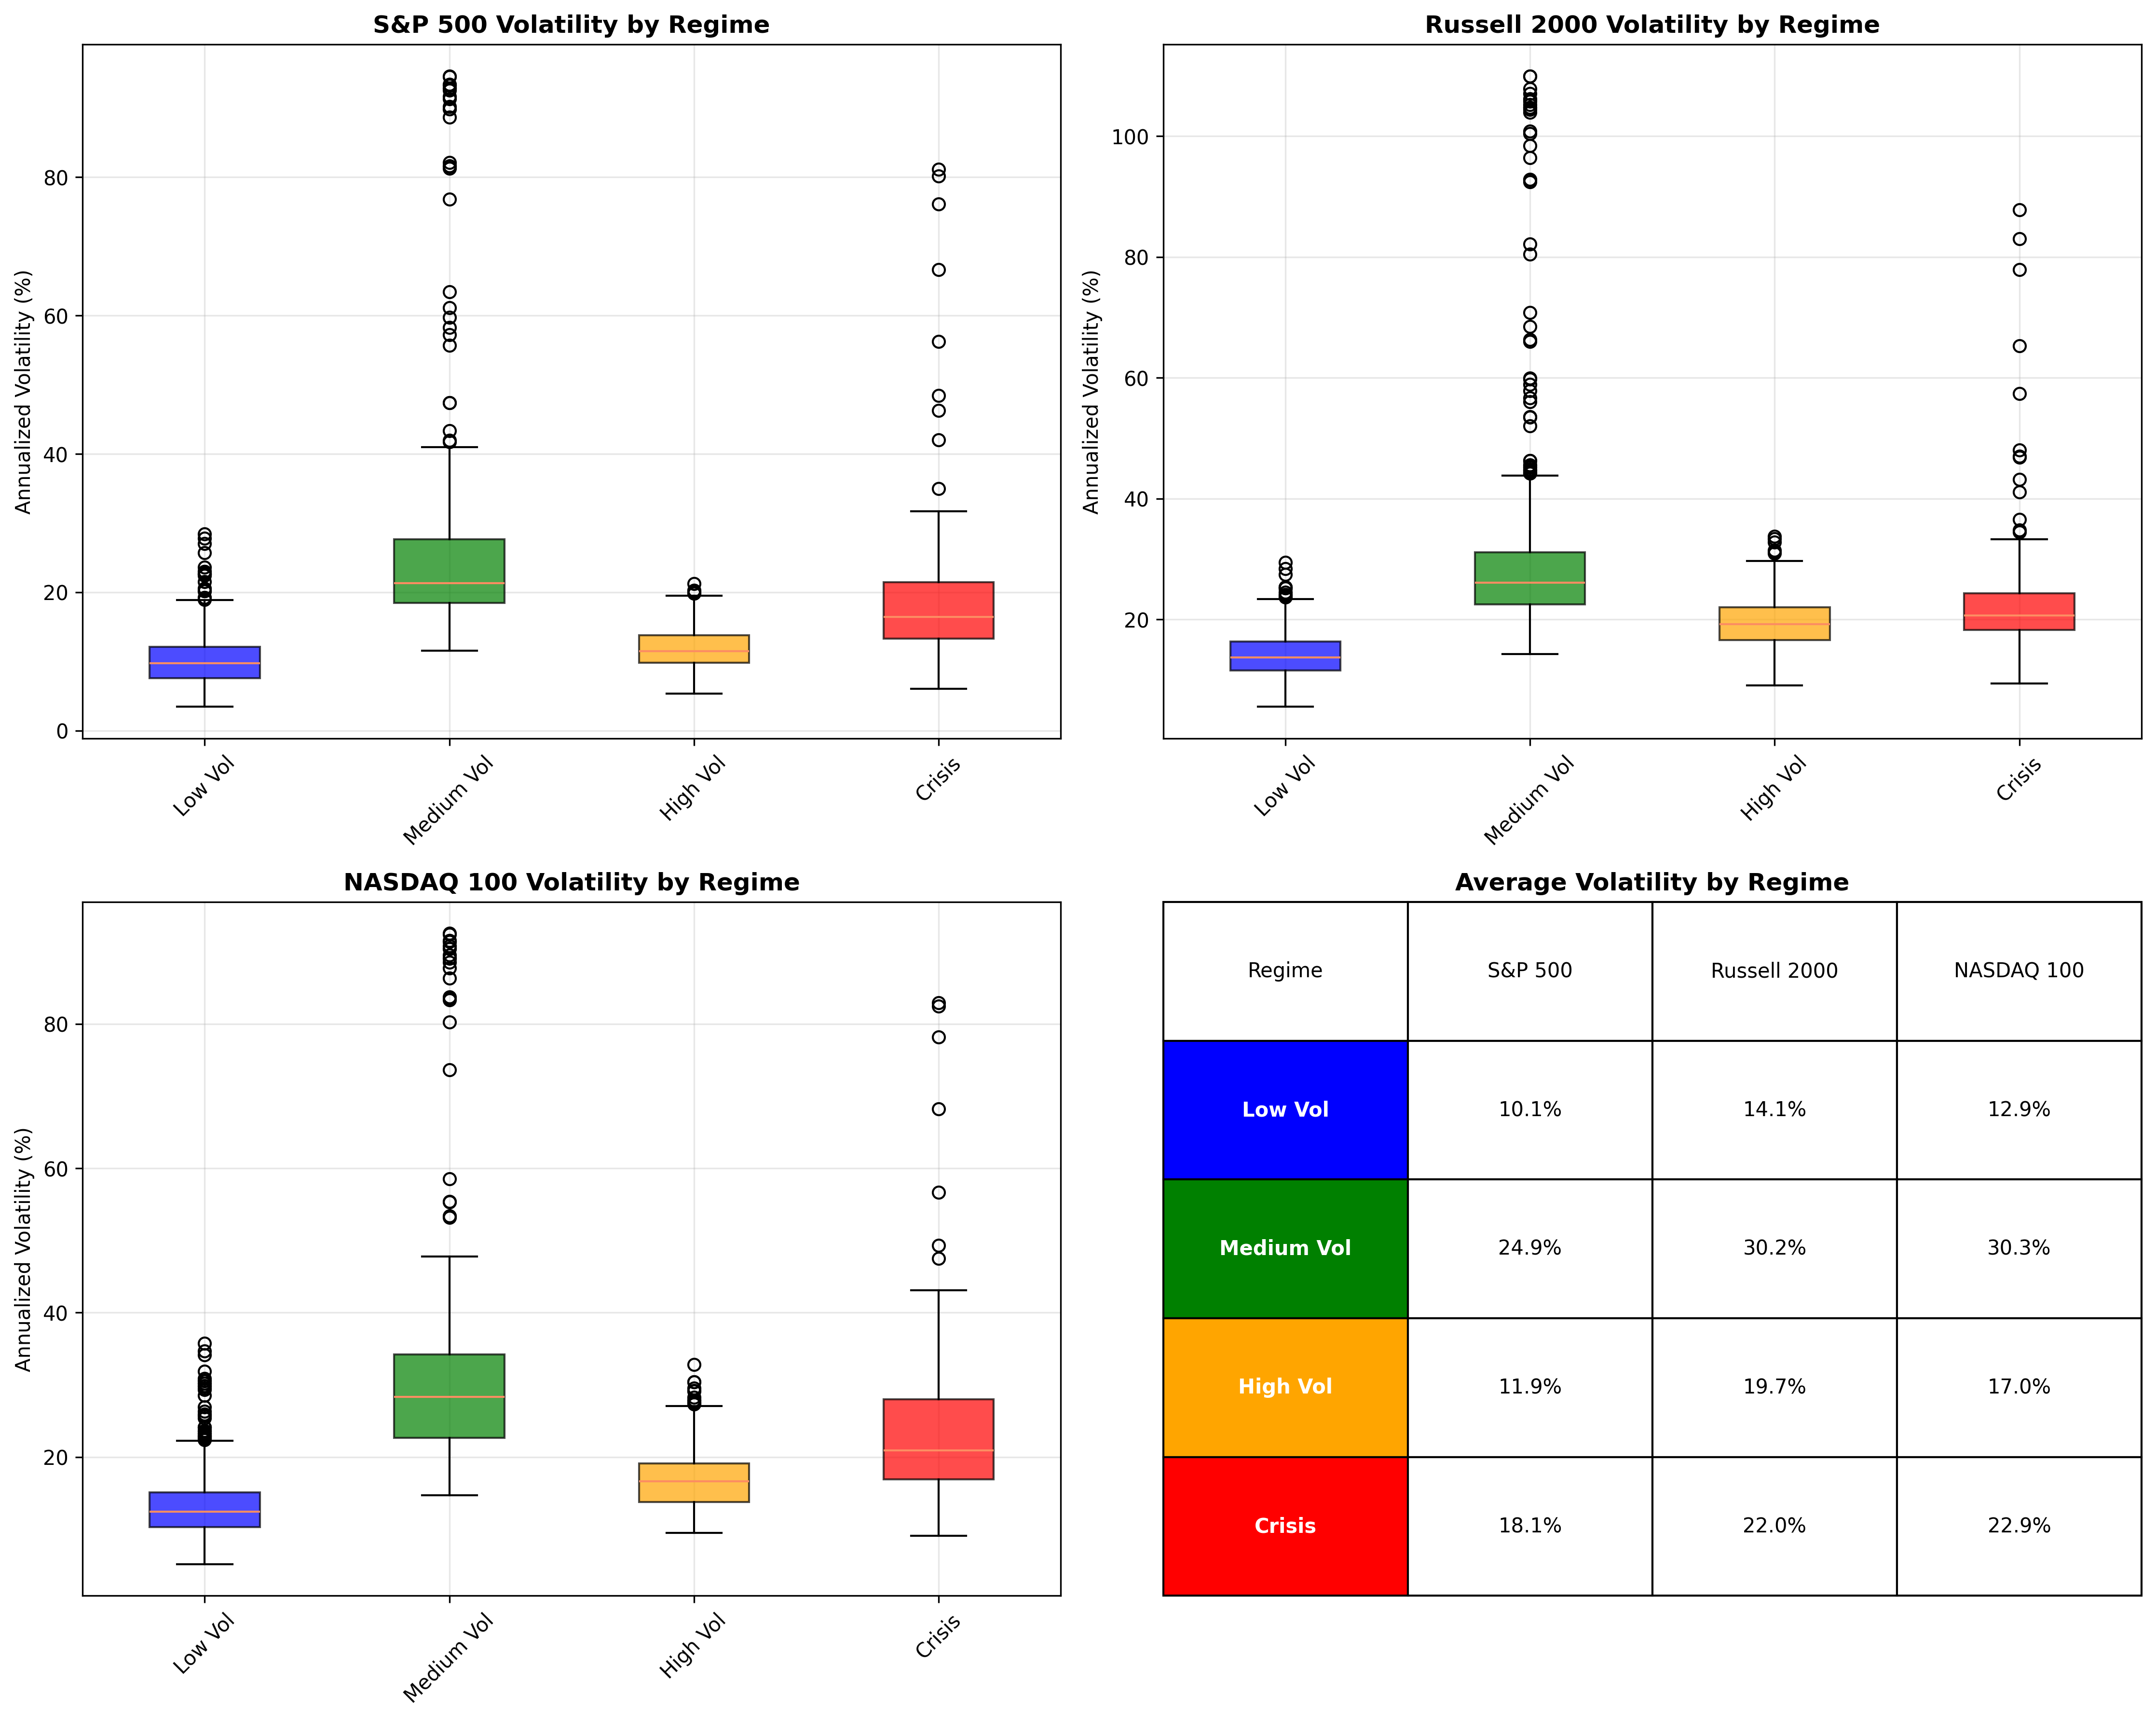 S&P 500 Volatility by Regime
Annualized Volatility (%)
80
60
40
20
0
Low Vol
Medium Vol
High Vol
Crisis
Russell 2000 Volatility by Regime
Annualized Volatility (%)
100
80
60
40
20
Low Vol
Medium Vol
High Vol
Crisis
NASDAQ 100 Volatility by Regime
Annualized Volatility (%)
80
60
40
20
Low Vol
Medium Vol
High Vol
Crisis
Average Volatility by Regime
Regime S&P 500 Russell 2000 NASDAQ 100
Low Vol 10.1% 14.1% 12.9%
Medium Vol 24.9% 30.2% 30.3%
High Vol 11.9% 19.7% 17.0%
Crisis 18.1% 22.0% 22.9%